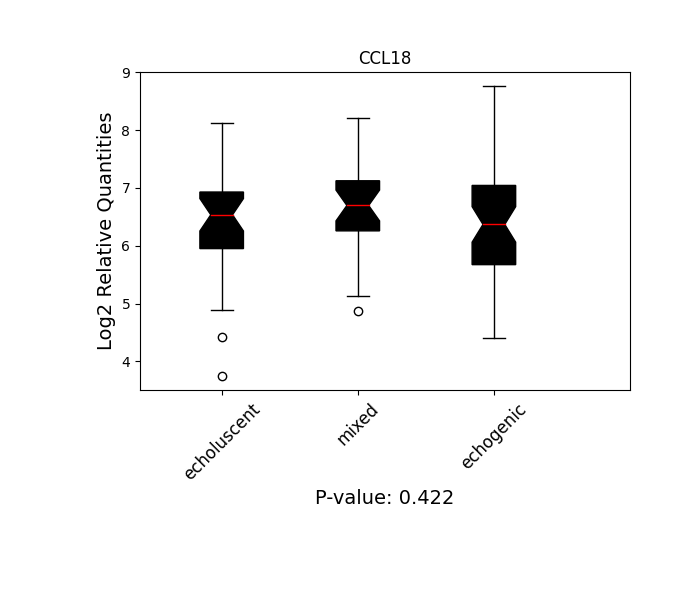 CCL18
Log2 Relative Quantities
9
8
7
6
5
4
echoluscent
mixed
echogenic
P-value: 0.422